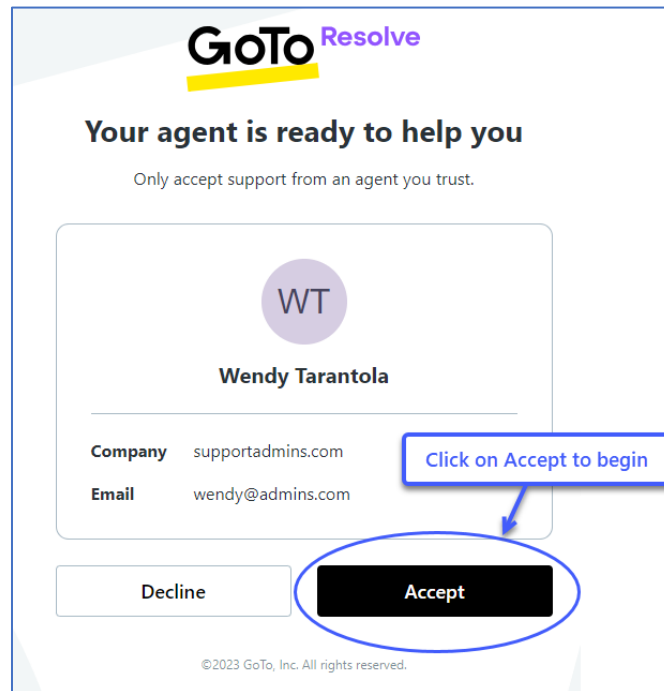 GoTo Resolve
Your agent is ready to help you
Only accept support from an agent you trust.
WT
Wendy Tarantola
Company supportadmins.com
Click on Accept to begin
Email wendy@admins.com
Decline Accept
©2023 GoTo, Inc. All rights reserved.